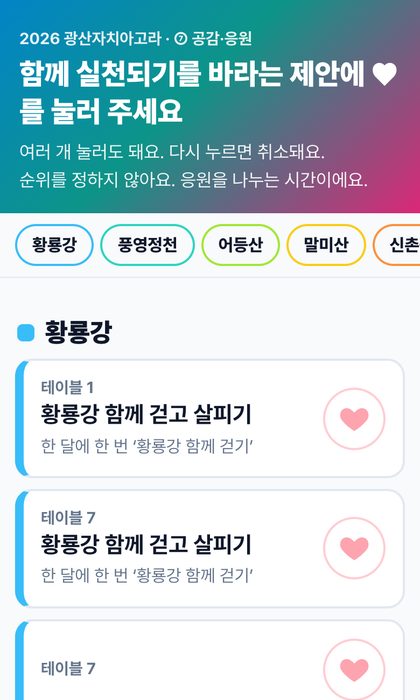 2026 광산자치아고라 · ⑦ 공감·응원
함께 실천되기를 바라는 제안에 ♥
를 눌러 주세요
여러 개 눌러도 돼요. 다시 누르면 취소돼요.
순위를 정하지 않아요. 응원을 나누는 시간이에요.
황룡강 풍영정천 어등산 말미산 신촌
황룡강
테이블 1
황룡강 함께 걷고 살피기
한 달에 한 번 ‘황룡강 함께 걷기’
테이블 7
황룡강 함께 걷고 살피기
한 달에 한 번 ‘황룡강 함께 걷기’
테이블 7